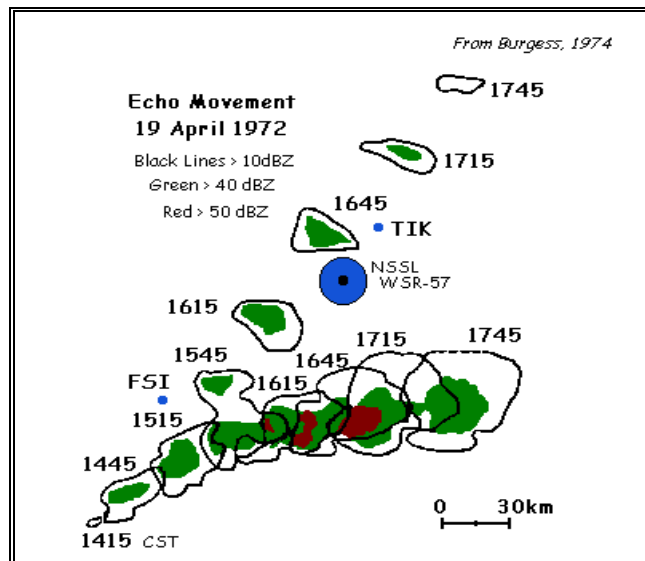 From Burgess, 1974
1745
Echo Movement
19 April 1972
Black Lines > 10dBZ
Green > 40 dBZ
Red > 50 dBZ
1715
1645
TIK
NSSL
WSR-57
1615
1715
1745
1545
1645
FSI
1615
1515
1445
0 30km
1415 CST